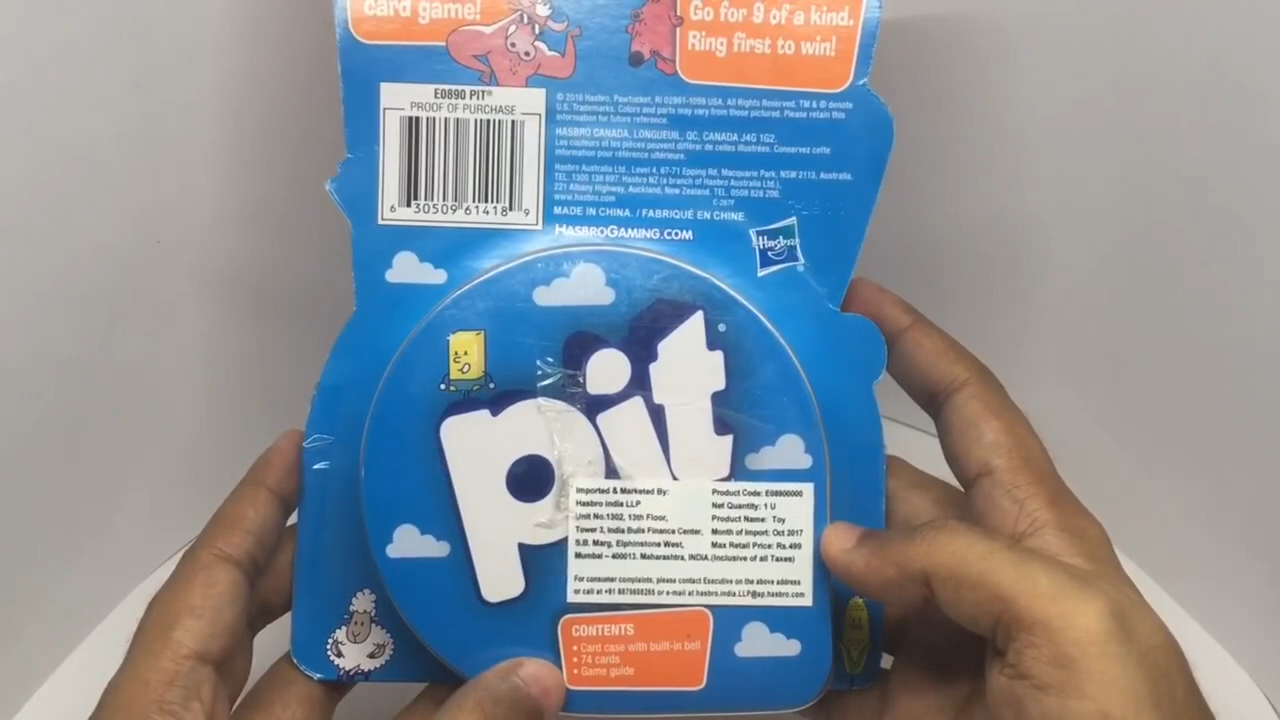 card game!
Go for 9 of a kind.
Ring first to win!
E0890 PIT®
PROOF OF PURCHASE
6 30509 61418 9
© 2016 Hasbro, Pawtucket, RI 02861-1059 USA. All Rights Reserved. TM & ® denote
U.S. Trademarks. Colors and parts may vary from those pictured. Please retain this
information for future reference.
HASBRO CANADA, LONGUEUIL, QC, CANADA J4G 1G2.
Les couleurs et les pièces peuvent différer de celles illustrées. Conservez cette
information pour référence ultérieure.
Hasbro Australia Ltd., Level 4, 67-71 Epping Rd, Macquarie Park, NSW 2113, Australia.
TEL. 1300 138 697. Hasbro NZ (a branch of Hasbro Australia Ltd.),
221 Albany Highway, Auckland, New Zealand. TEL. 0508 828 200.
www.hasbro.com
C-287F
MADE IN CHINA. / FABRIQUÉ EN CHINE.
HASBROGAMING.COM
Hasbro
pit
Imported & Marketed By:
Hasbro India LLP
Unit No.1302, 13th Floor,
Tower 3, India Bulls Finance Center,
S.B. Marg, Elphinstone West,
Mumbai – 400013. Maharashtra, INDIA.
Product Code: E08900000
Net Quantity: 1 U
Product Name: Toy
Month of Import: Oct 2017
Max Retail Price: Rs.499
(Inclusive of all Taxes)
For consumer complaints, please contact Executive on the above address
or call at +91 8879808265 or e-mail at hasbro.india.LLP@ap.hasbro.com
CONTENTS
• Card case with built-in bell
• 74 cards
• Game guide